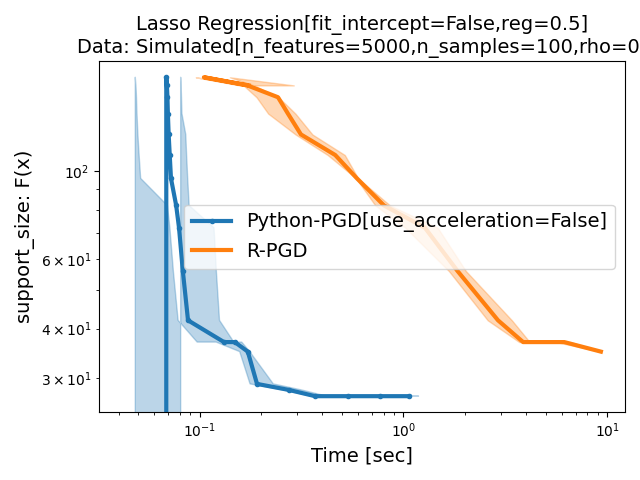 Lasso Regression[fit_intercept=False,reg=0.5]
Data: Simulated[n_features=5000,n_samples=100,rho=0
support_size: F(x)
10²
6 × 10¹
4 × 10¹
3 × 10¹
Python-PGD[use_acceleration=False]
R-PGD
10⁻¹
10⁰
10¹
Time [sec]